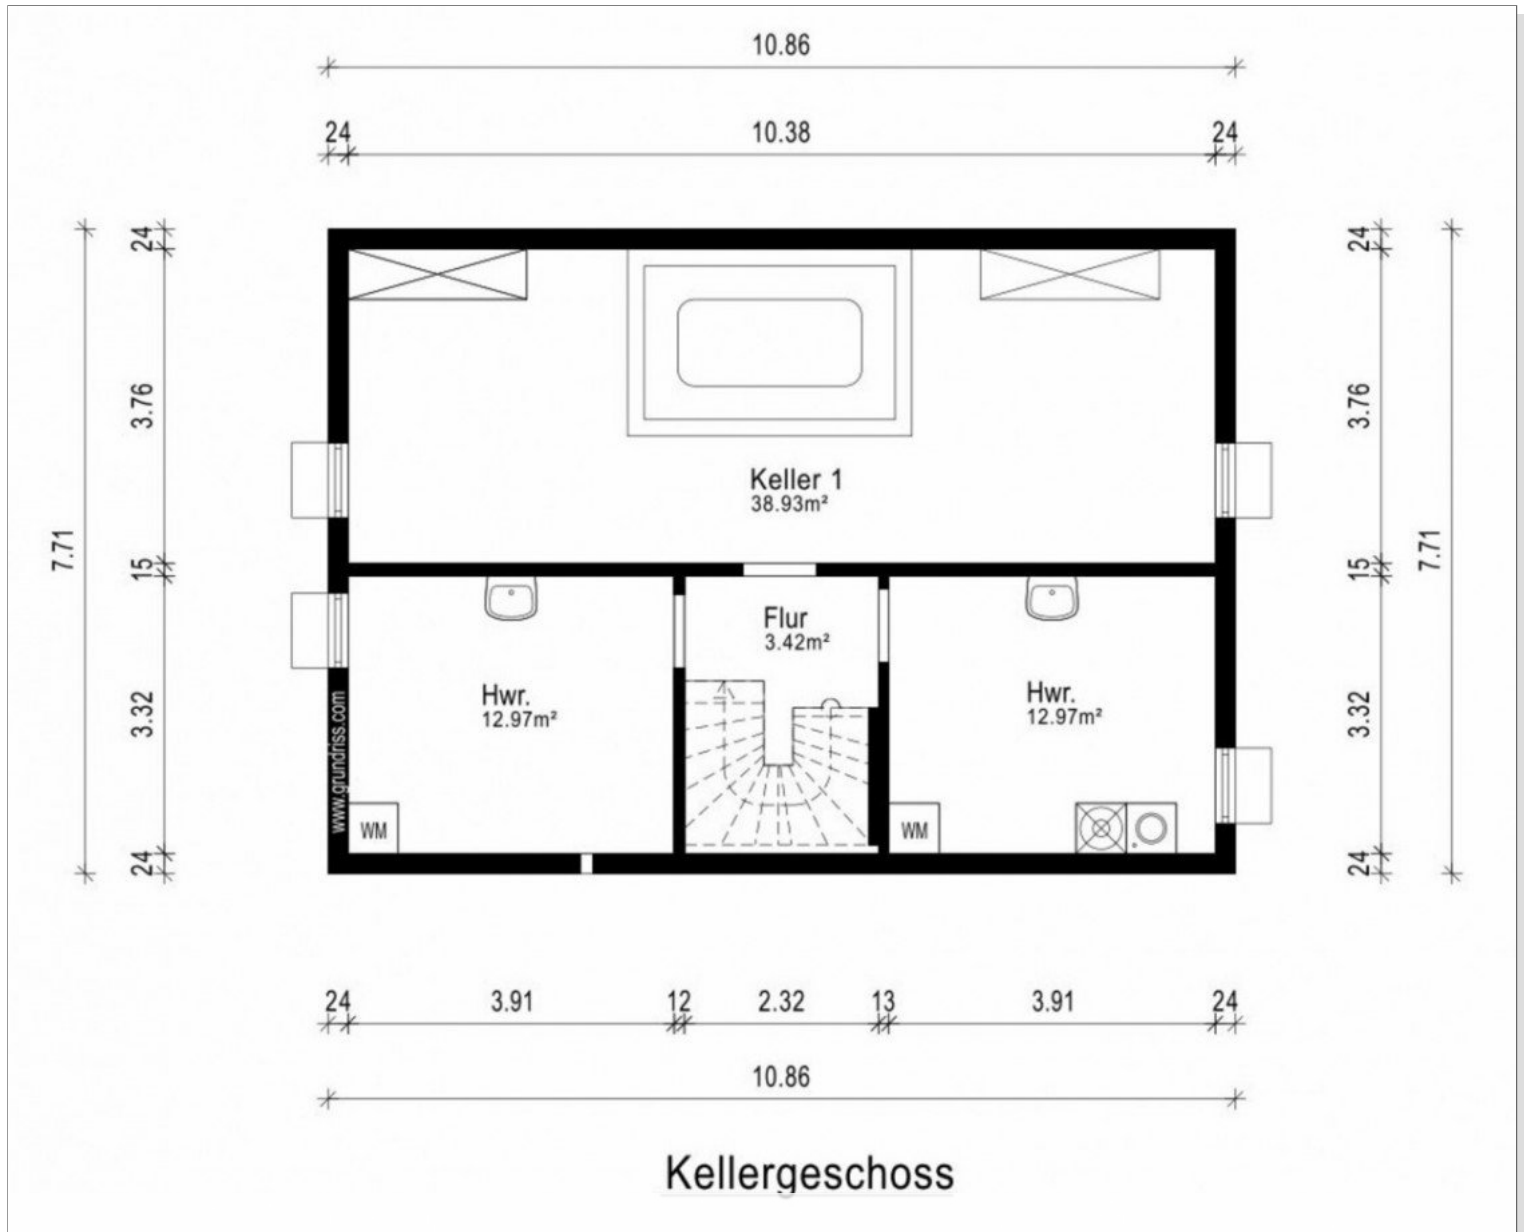 10.86
24 10.38 24
24 24
3.76 3.76
Keller 1
38.93m²
7.71 7.71
15 15
Flur
3.42m²
Hwr. Hwr.
12.97m² 12.97m²
3.32 3.32
www.grundriss.com
WM WM
24 24
24 3.91 12 2.32 13 3.91 24
10.86
Kellergeschoss